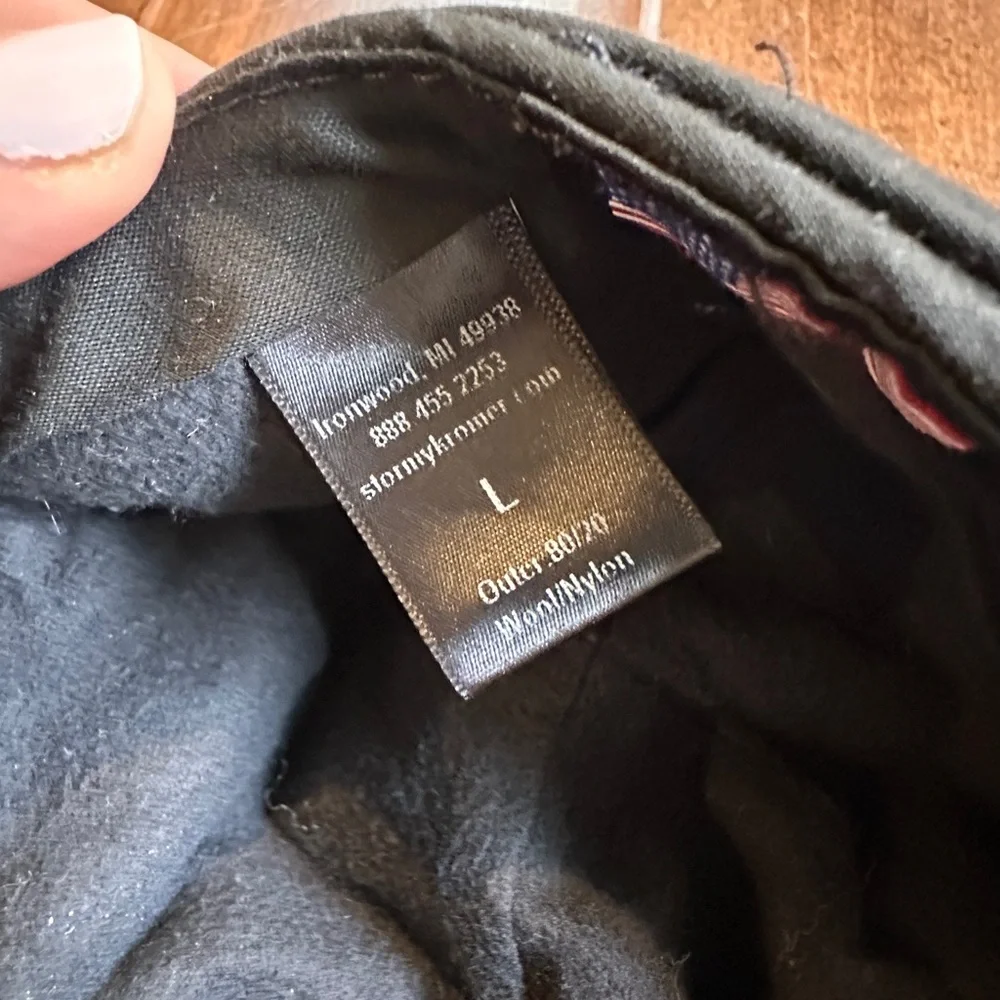 Ironwood, MI 49938
888 455 2253
stormykromer.com
L
Outer:80/20
Wool/Nylon